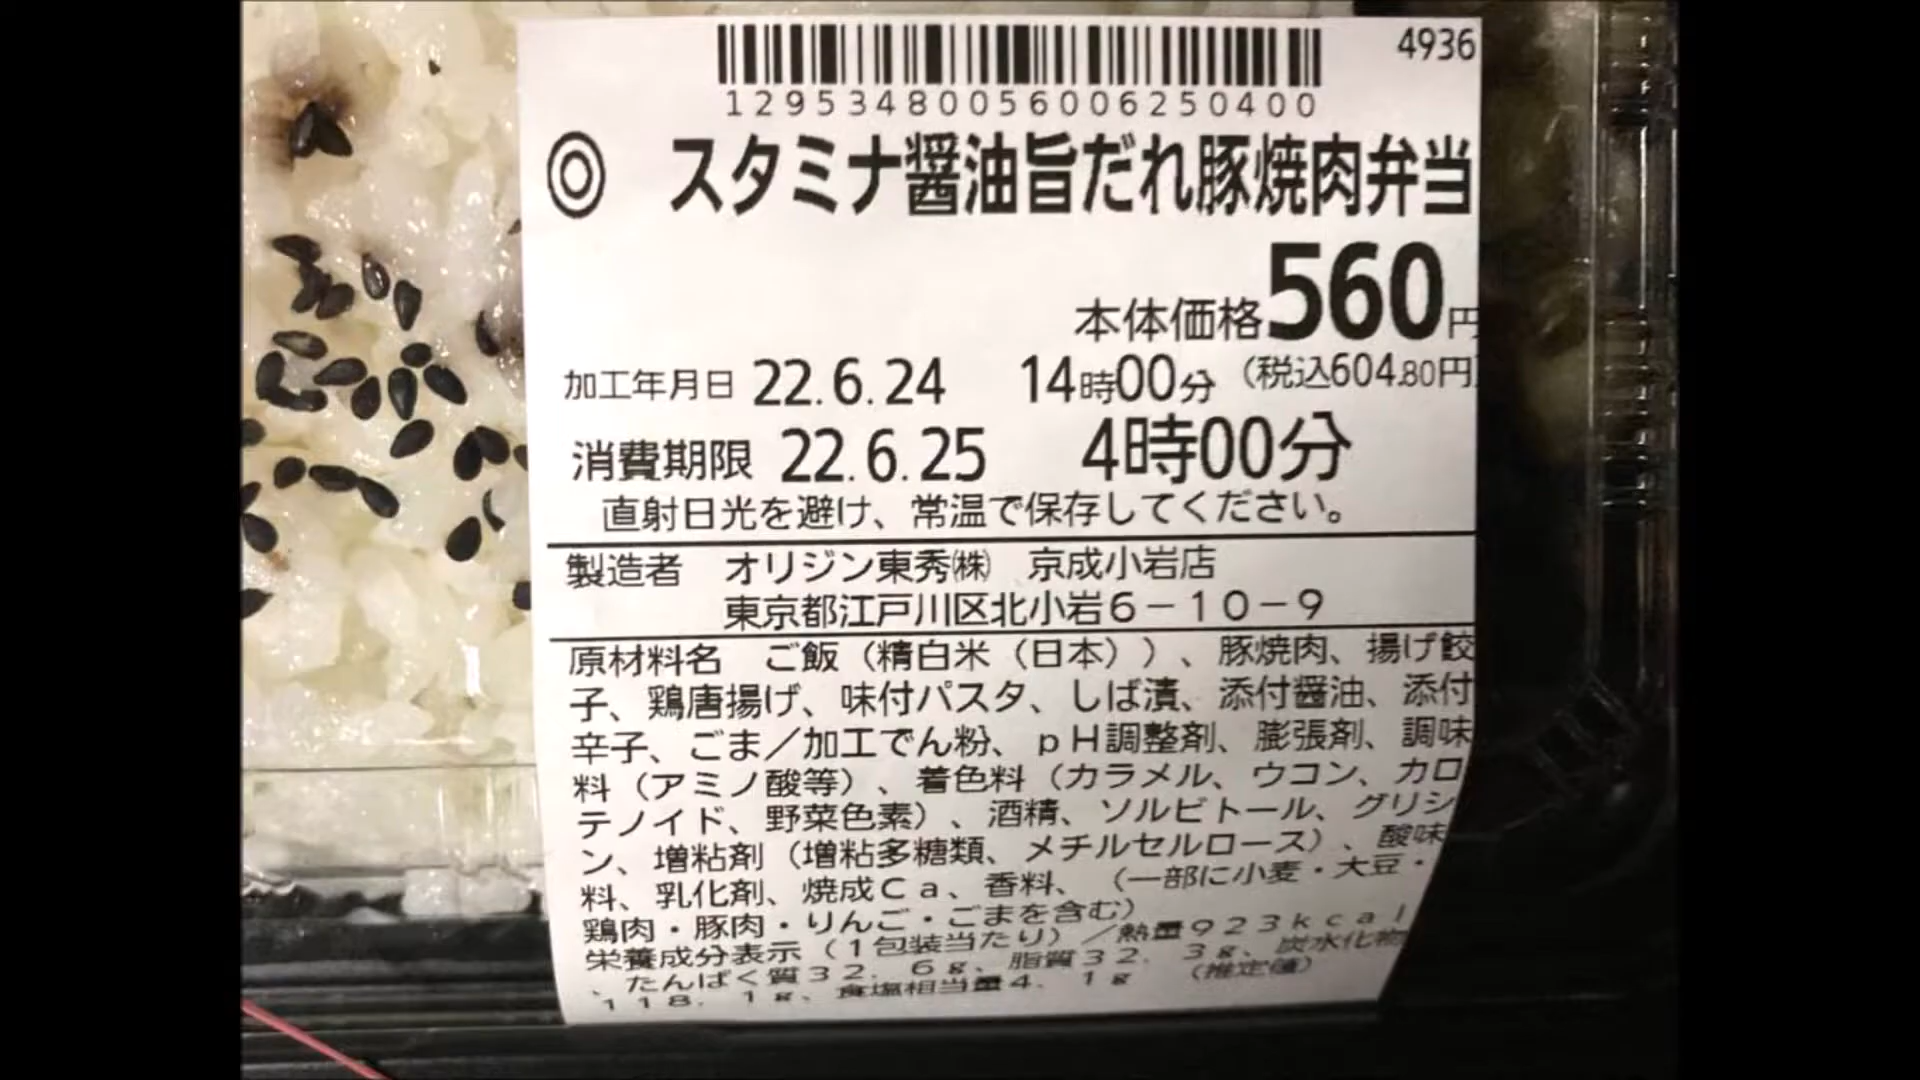 4936
12953480056006250400
◎ スタミナ醤油旨だれ豚焼肉弁当
本体価格560円
加工年月日 22.6.24 14時00分 (税込604.80円)
消費期限 22.6.25 4時00分
直射日光を避け、常温で保存してください。
製造者 オリジン東秀㈱ 京成小岩店
東京都江戸川区北小岩6-10-9
原材料名 ご飯（精白米（日本））、豚焼肉、揚げ餃
子、鶏唐揚げ、味付パスタ、しば漬、添付醤油、添付
辛子、ごま／加工でん粉、ｐＨ調整剤、膨張剤、調味
料（アミノ酸等）、着色料（カラメル、ウコン、カロ
テノイド、野菜色素）、酒精、ソルビトール、グリシ
ン、増粘剤（増粘多糖類、メチルセルロース）、酸味
料、乳化剤、焼成Ｃａ、香料、（一部に小麦・大豆・
鶏肉・豚肉・りんご・ごまを含む）
栄養成分表示（1包装当たり）／熱量923kcal
、たんぱく質32．6g、脂質32．3g、炭水化物
118．1g、食塩相当量4．1g （推定値）